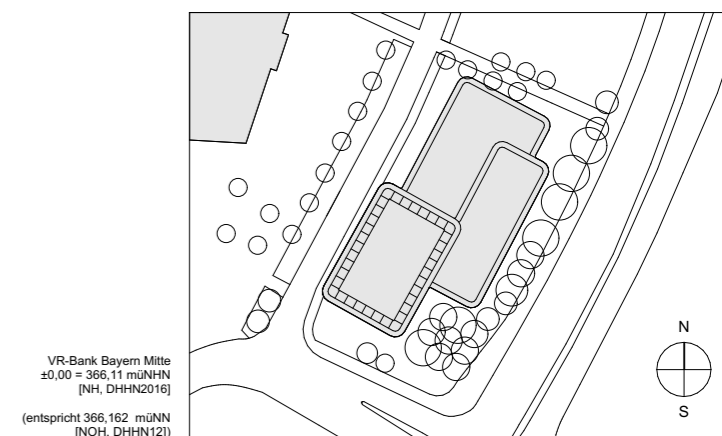 VR-Bank Bayern Mitte
±0,00 = 366,11 müNHN
[NH, DHHN2016]
(entspricht 366,162 müNN
[NOH, DHHN12])
N
S